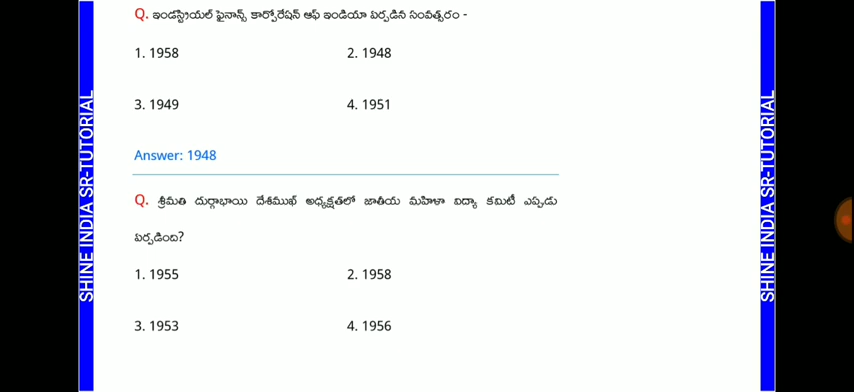 SHINE INDIA SR-TUTORIAL
Q. ఇండస్ట్రియల్ ఫైనాన్స్ కార్పోరేషన్ ఆఫ్ ఇండియా ఏర్పడిన సంవత్సరం -
1. 1958 2. 1948
3. 1949 4. 1951
Answer: 1948
Q. శ్రీమతి దుర్గాభాయి దేశిముఖ్ అధ్యక్షతలో జాతీయ మహిళా విద్యా కమిటీ ఎప్పుడు
ఏర్పడింది?
1. 1955 2. 1958
3. 1953 4. 1956
SHINE INDIA SR-TUTORIAL